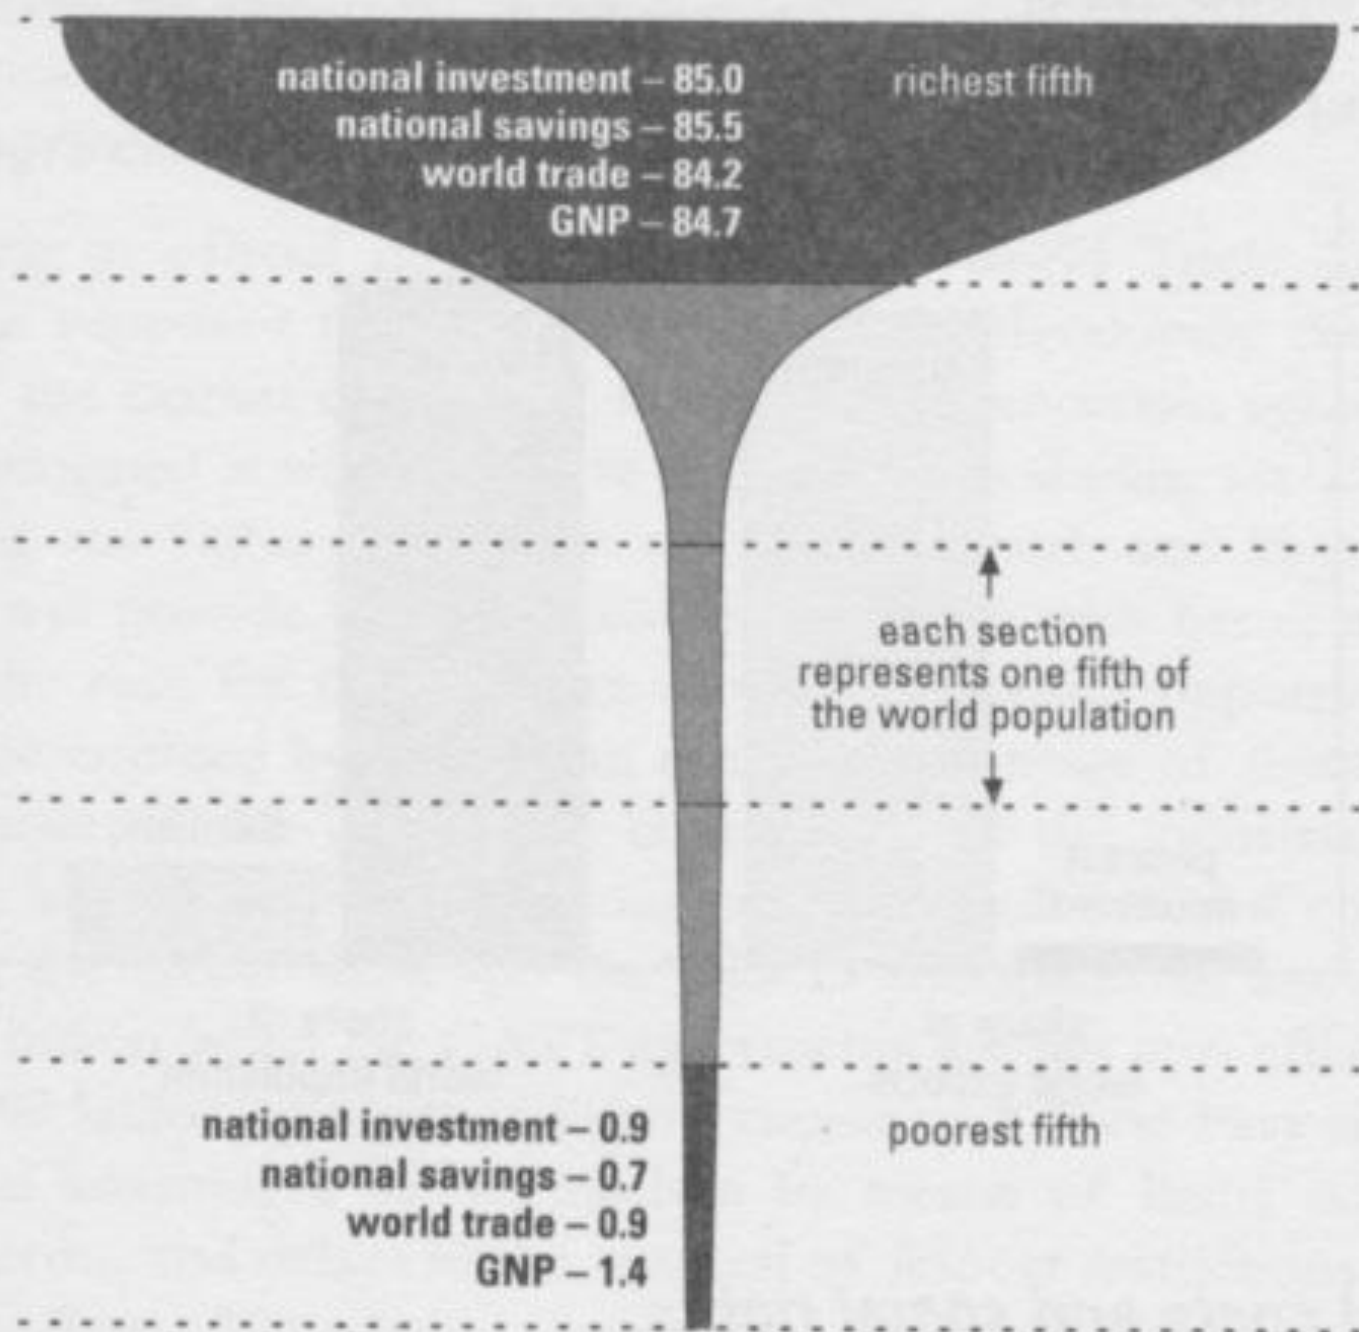 national investment – 85.0
richest fifth
national savings – 85.5
world trade – 84.2
GNP – 84.7
each section
represents one fifth of
the world population
national investment – 0.9
poorest fifth
national savings – 0.7
world trade – 0.9
GNP – 1.4